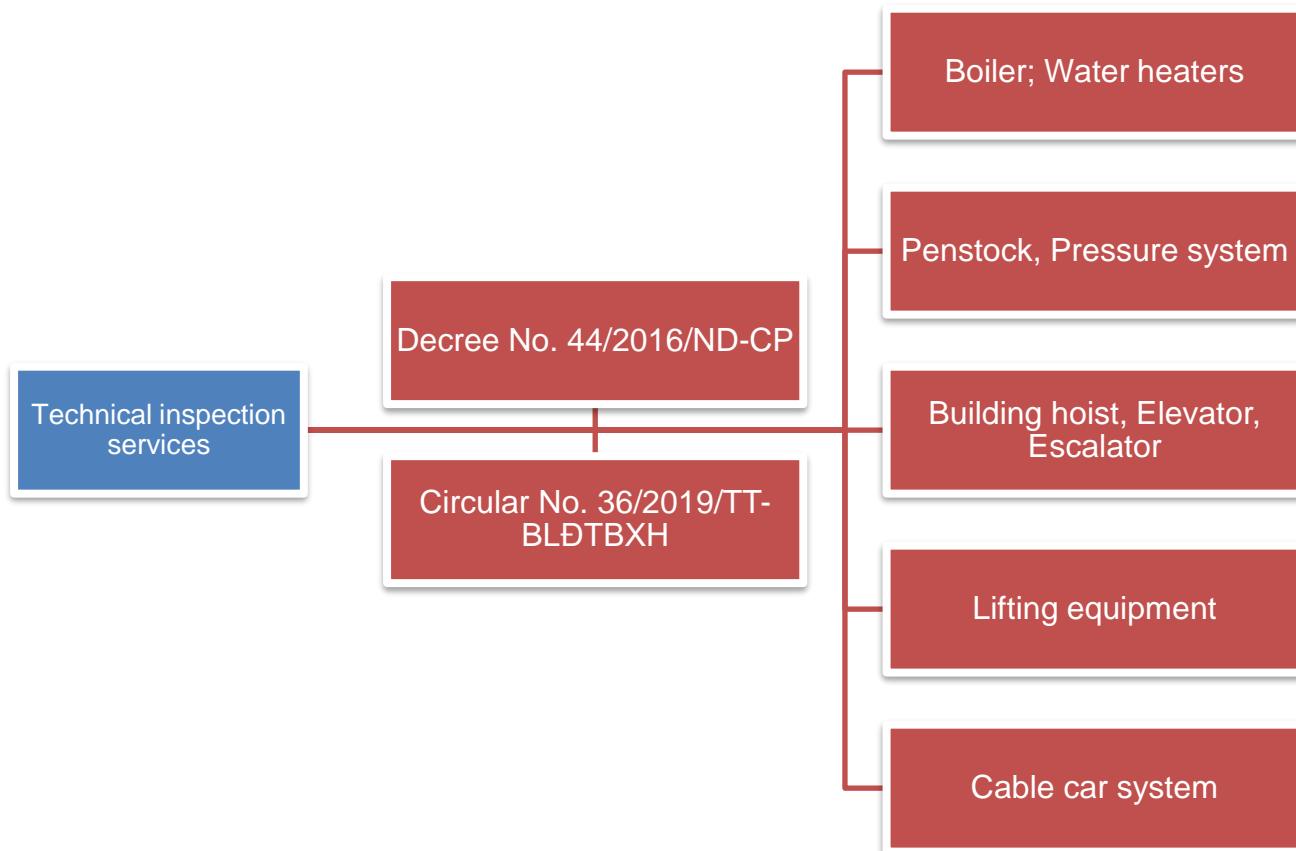 Technical inspection
services
Decree No. 44/2016/ND-CP
Circular No. 36/2019/TT-
BLĐTBXH
Boiler; Water heaters
Penstock, Pressure system
Building hoist, Elevator,
Escalator
Lifting equipment
Cable car system